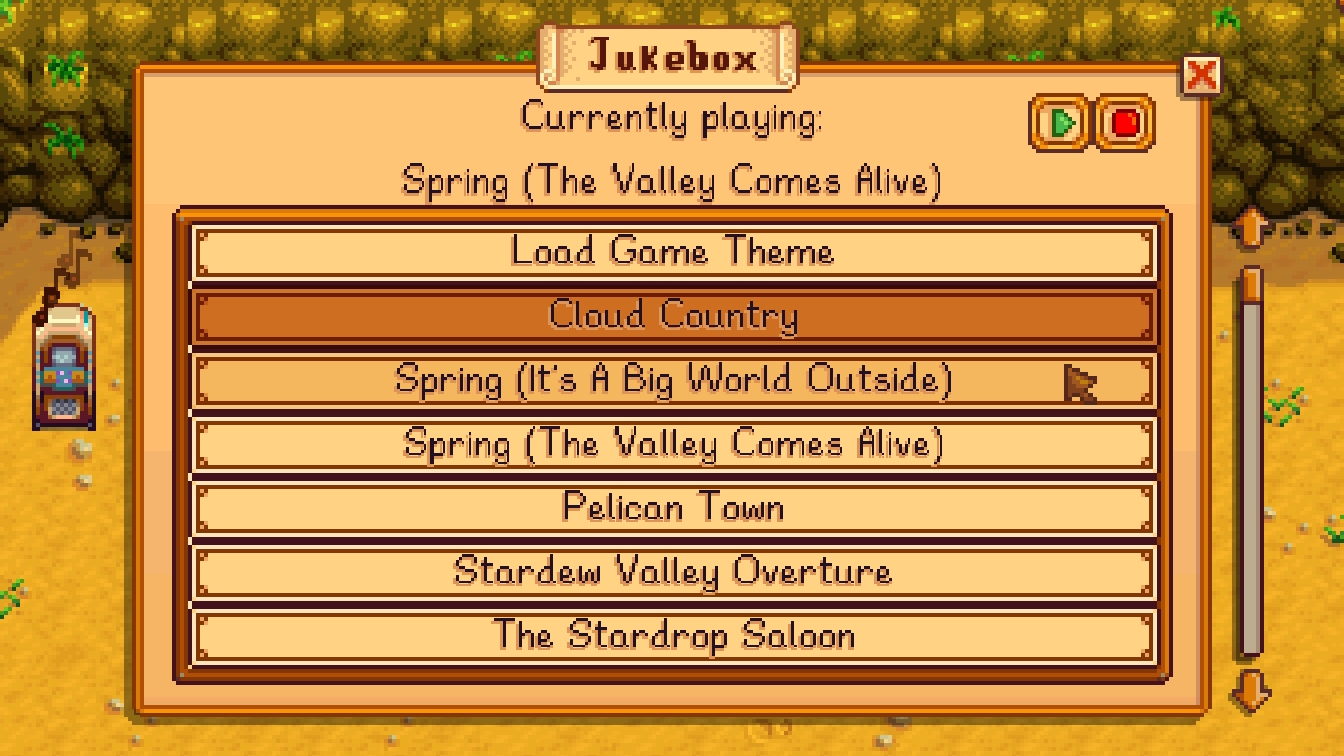 Jukebox
Currently playing:
Spring (The Valley Comes Alive)
Load Game Theme
Cloud Country
Spring (It's A Big World Outside)
Spring (The Valley Comes Alive)
Pelican Town
Stardew Valley Overture
The Stardrop Saloon